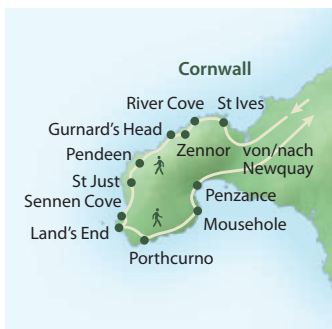 Cornwall
River Cove
St Ives
Gurnard's Head
Zennor
von/nach
Newquay
Pendeen
St Just
Penzance
Sennen Cove
Mousehole
Land's End
Porthcurno